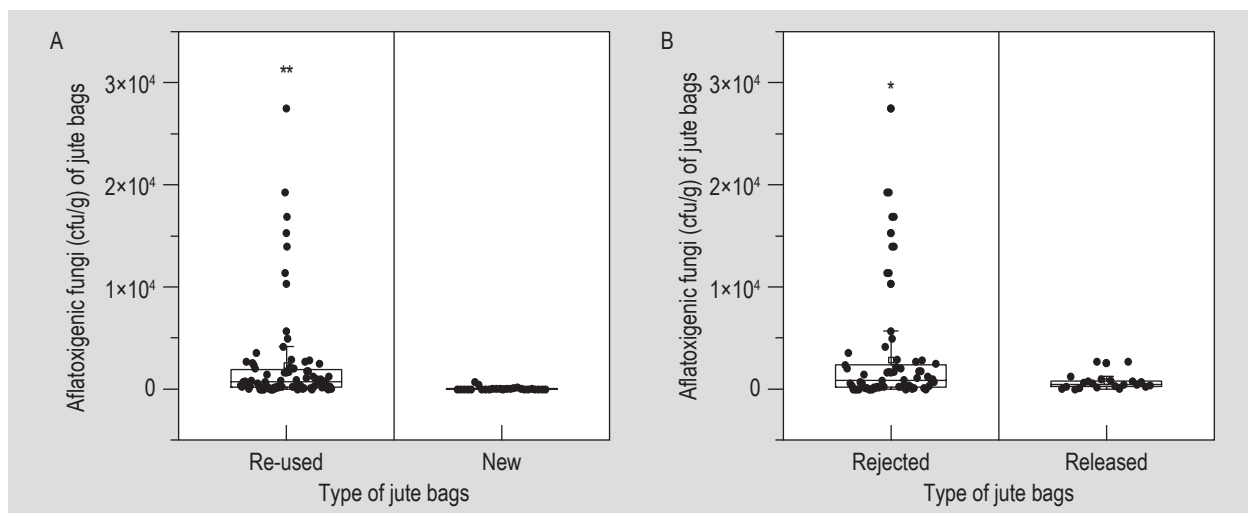 A
Aflatoxigenic fungi (cfu/g) of jute bags
3×10⁴
2×10⁴
1×10⁴
0
**
Re-used
New
Type of jute bags
B
Aflatoxigenic fungi (cfu/g) of jute bags
3×10⁴
2×10⁴
1×10⁴
0
*
Rejected
Released
Type of jute bags